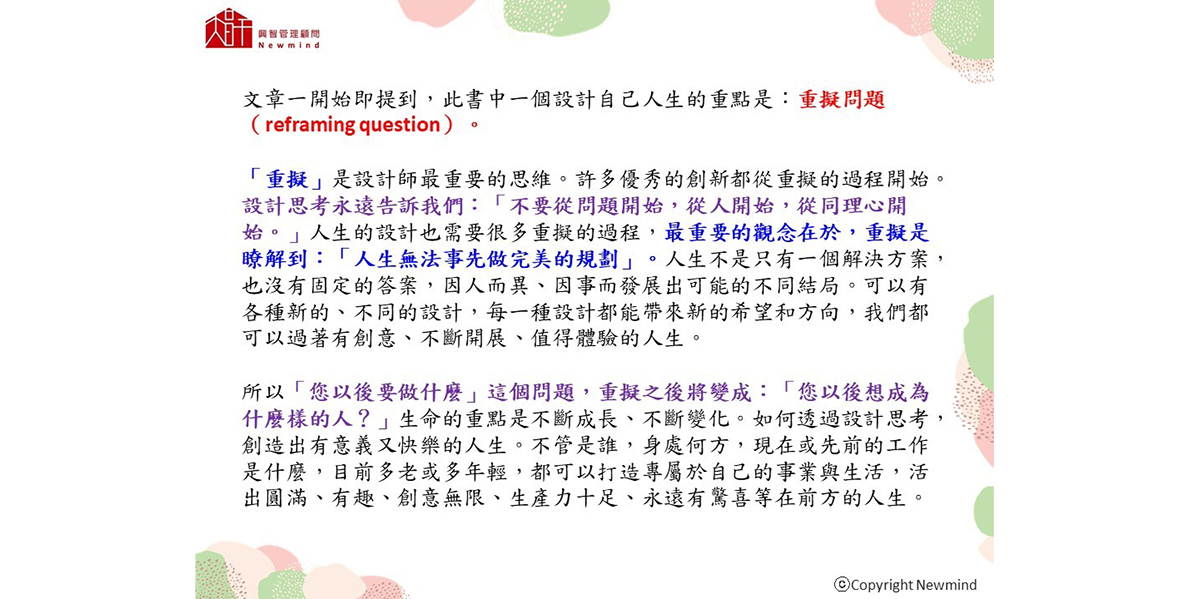 興智管理顧問
Newmind
文章一開始即提到，此書中一個設計自己人生的重點是：重擬問題
（reframing question）。
「重擬」是設計師最重要的思維。許多優秀的創新都從重擬的過程開始。
設計思考永遠告訴我們：「不要從問題開始，從人開始，從同理心開
始。」人生的設計也需要很多重擬的過程，最重要的觀念在於，重擬是
瞭解到：「人生無法事先做完美的規劃」。人生不是只有一個解決方案，
也沒有固定的答案，因人而異、因事而發展出可能的不同結局。可以有
各種新的、不同的設計，每一種設計都能帶來新的希望和方向，我們都
可以過著有創意、不斷開展、值得體驗的人生。
所以「您以後要做什麼」這個問題，重擬之後將變成：「您以後想成為
什麼樣的人？」生命的重點是不斷成長、不斷變化。如何透過設計思考，
創造出有意義又快樂的人生。不管是誰，身處何方，現在或先前的工作
是什麼，目前多老或多年輕，都可以打造專屬於自己的事業與生活，活
出圓滿、有趣、創意無限、生產力十足、永遠有驚喜等在前方的人生。
ⓒCopyright Newmind